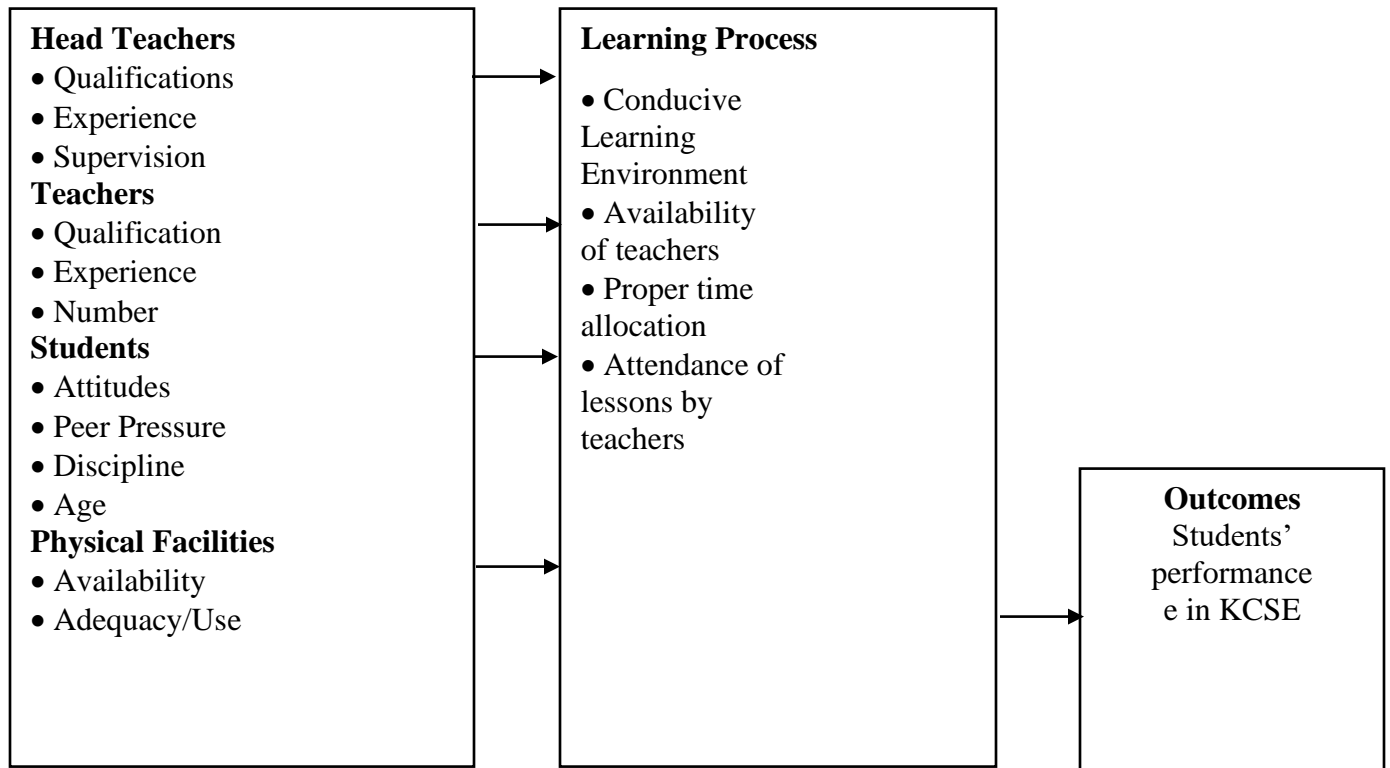 Head Teachers
• Qualifications
• Experience
• Supervision
Teachers
• Qualification
• Experience
• Number
Students
• Attitudes
• Peer Pressure
• Discipline
• Age
Physical Facilities
• Availability
• Adequacy/Use
Learning Process
• Conducive
Learning
Environment
• Availability
of teachers
• Proper time
allocation
• Attendance of
lessons by
teachers
Outcomes
Students’
performance
e in KCSE